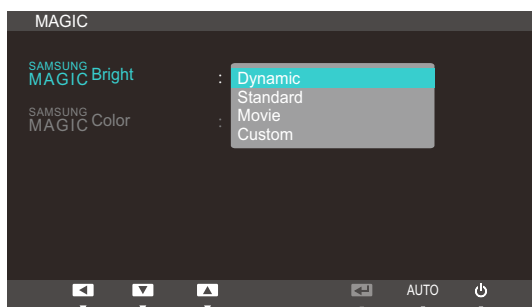 MAGIC
SAMSUNG
MAGIC Bright : Dynamic
Standard
SAMSUNG
MAGIC Color : Movie
Custom
AUTO